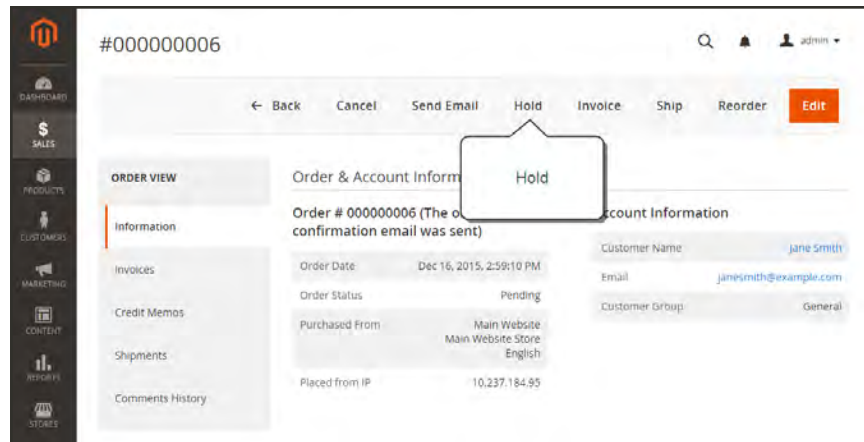 #000000006
admin
DASHBOARD
$
SALES
PRODUCTS
CUSTOMERS
MARKETING
CONTENT
REPORTS
STORES
← Back Cancel Send Email Hold Invoice Ship Reorder Edit
Hold
ORDER VIEW
Information
Invoices
Credit Memos
Shipments
Comments History
Order & Account Inform
Order # 000000006 (The o
confirmation email was sent)
Order Date Dec 16, 2015, 2:59:10 PM
Order Status Pending
Purchased From Main Website
Main Website Store
English
Placed from IP 10.237.184.95
ccount Information
Customer Name Jane Smith
Email janesmith@example.com
Customer Group General